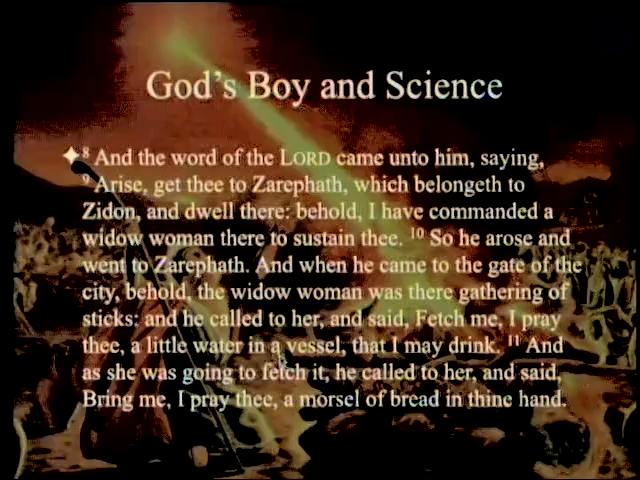 God's Boy and Science
✦⁸ And the word of the LORD came unto him, saying,
⁹ Arise, get thee to Zarephath, which belongeth to
Zidon, and dwell there: behold, I have commanded a
widow woman there to sustain thee. ¹⁰ So he arose and
went to Zarephath. And when he came to the gate of the
city, behold, the widow woman was there gathering of
sticks: and he called to her, and said, Fetch me, I pray
thee, a little water in a vessel, that I may drink. ¹¹ And
as she was going to fetch it, he called to her, and said,
Bring me, I pray thee, a morsel of bread in thine hand.